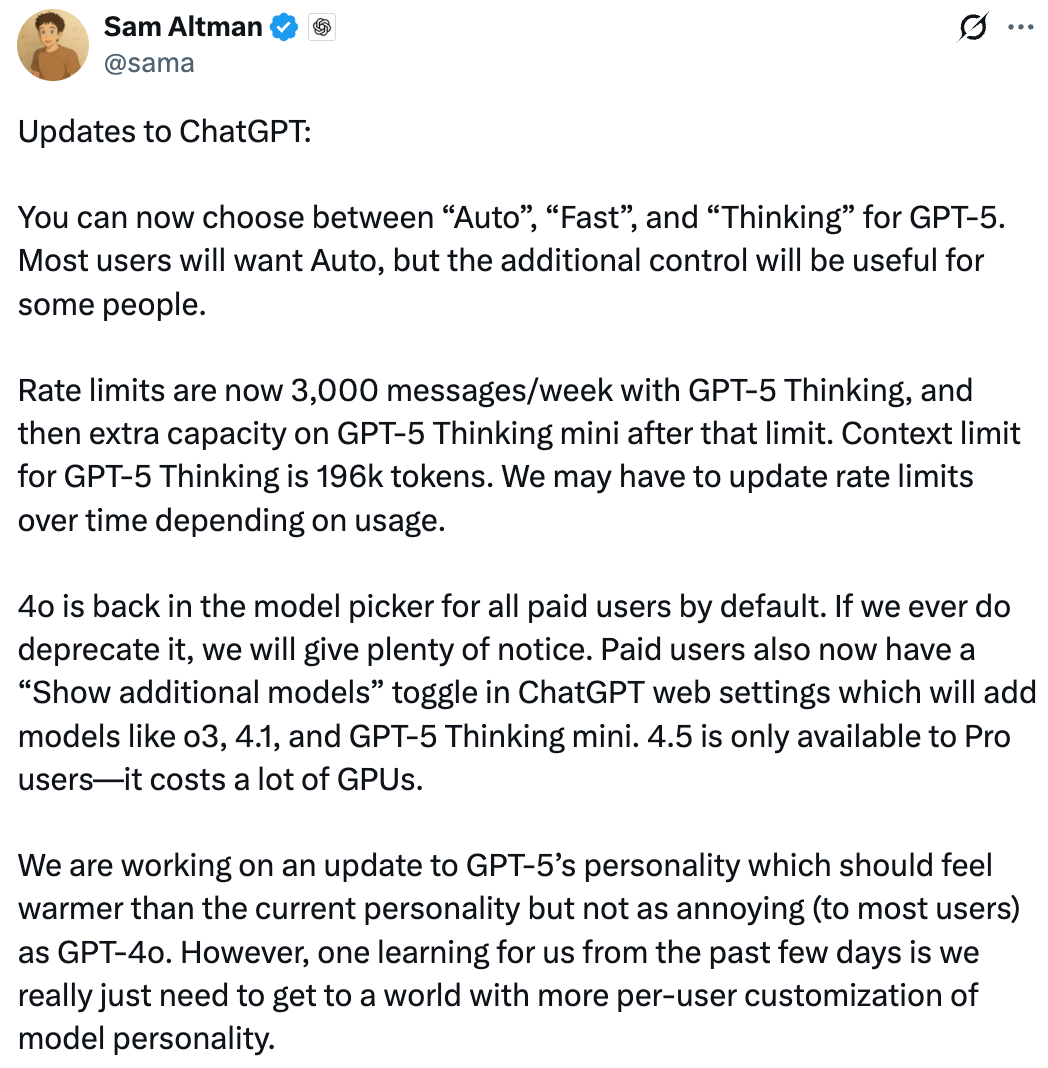 Sam Altman
@sama
Updates to ChatGPT:
You can now choose between “Auto”, “Fast”, and “Thinking” for GPT-5.
Most users will want Auto, but the additional control will be useful for
some people.
Rate limits are now 3,000 messages/week with GPT-5 Thinking, and
then extra capacity on GPT-5 Thinking mini after that limit. Context limit
for GPT-5 Thinking is 196k tokens. We may have to update rate limits
over time depending on usage.
4o is back in the model picker for all paid users by default. If we ever do
deprecate it, we will give plenty of notice. Paid users also now have a
“Show additional models” toggle in ChatGPT web settings which will add
models like o3, 4.1, and GPT-5 Thinking mini. 4.5 is only available to Pro
users—it costs a lot of GPUs.
We are working on an update to GPT-5’s personality which should feel
warmer than the current personality but not as annoying (to most users)
as GPT-4o. However, one learning for us from the past few days is we
really just need to get to a world with more per-user customization of
model personality.